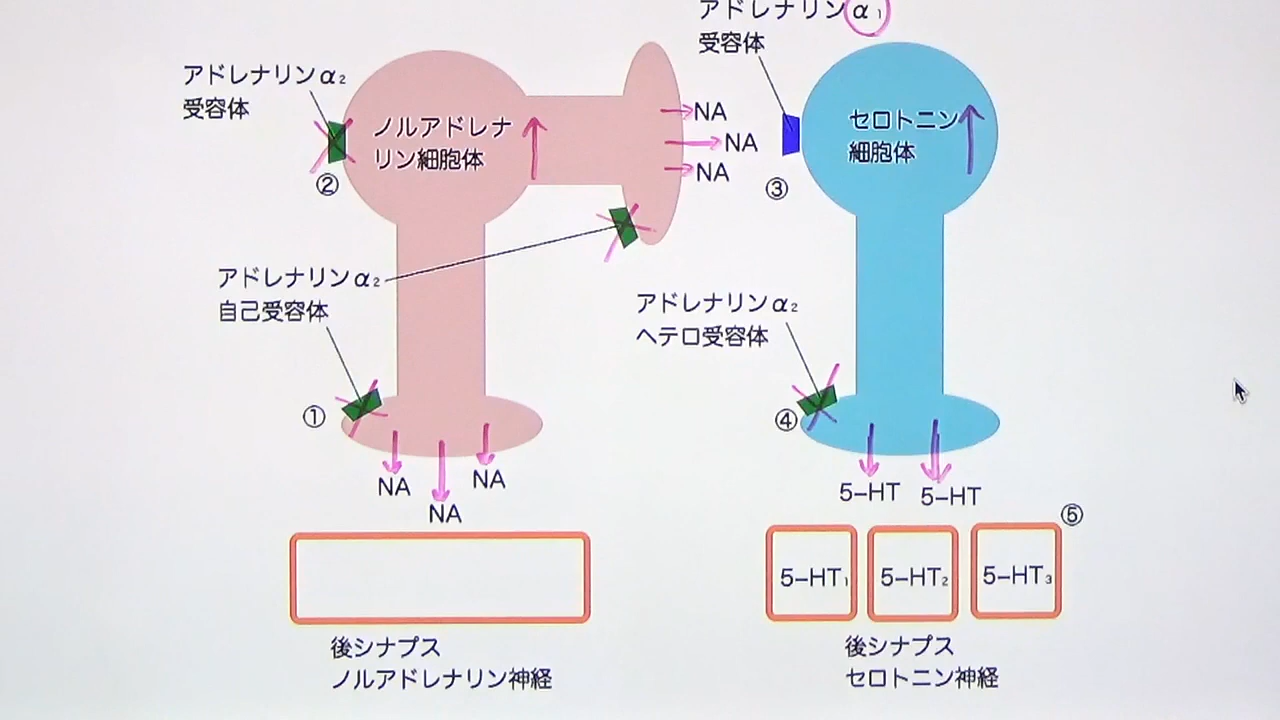 アドレナリンα₁
受容体
アドレナリンα₂
受容体
②
ノルアドレナ
リン細胞体
NA
NA
NA
③
セロトニン
細胞体
アドレナリンα₂
自己受容体
アドレナリンα₂
ヘテロ受容体
①
④
NA
NA
NA
5-HT
5-HT
⑤
5-HT₁
5-HT₂
5-HT₃
後シナプス
ノルアドレナリン神経
後シナプス
セロトニン神経